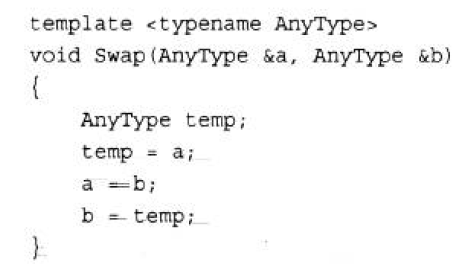 template <typename AnyType>
void Swap(AnyType &a, AnyType &b)
{
    AnyType temp;
    temp = a;
    a = b;
    b = temp;
}